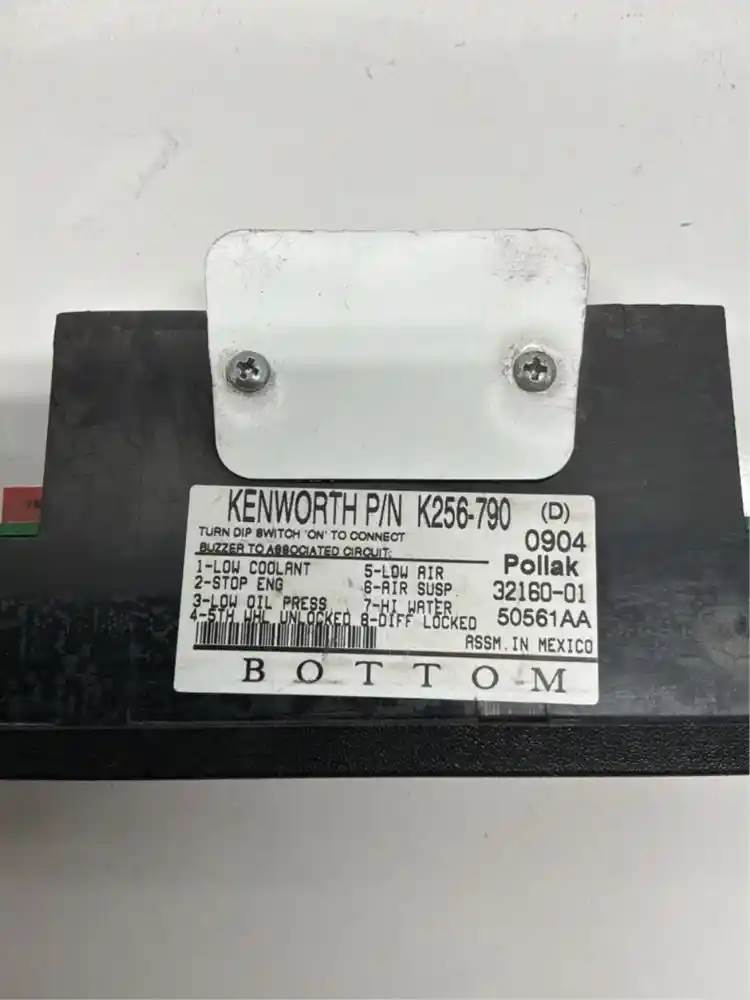 KENWORTH P/N K256-790 (D)
TURN DIP SWITCH 'ON' TO CONNECT 0904
BUZZER TO ASSOCIATED CIRCUIT: Pollak
1-LOW COOLANT 5-LOW AIR
2-STOP ENG 6-AIR SUSP 32160-01
3-LOW OIL PRESS 7-HI WATER
4-5TH WHL UNLOCKED 8-DIFF LOCKED 50561AA
ASSM. IN MEXICO
BOTTOM